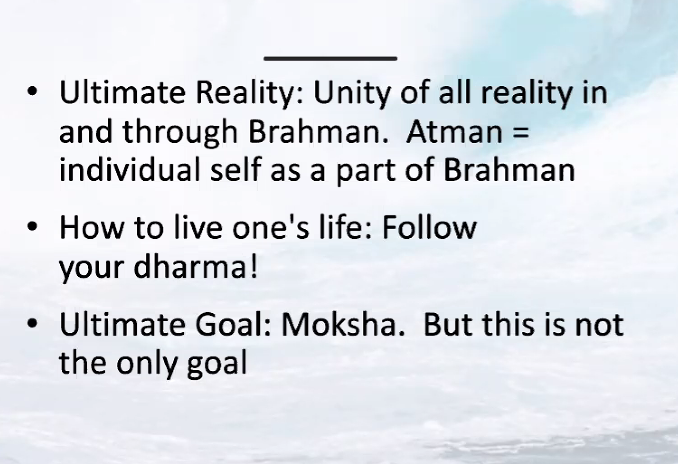 • Ultimate Reality: Unity of all reality in
and through Brahman.  Atman =
individual self as a part of Brahman
• How to live one's life: Follow
your dharma!
• Ultimate Goal: Moksha.  But this is not
the only goal